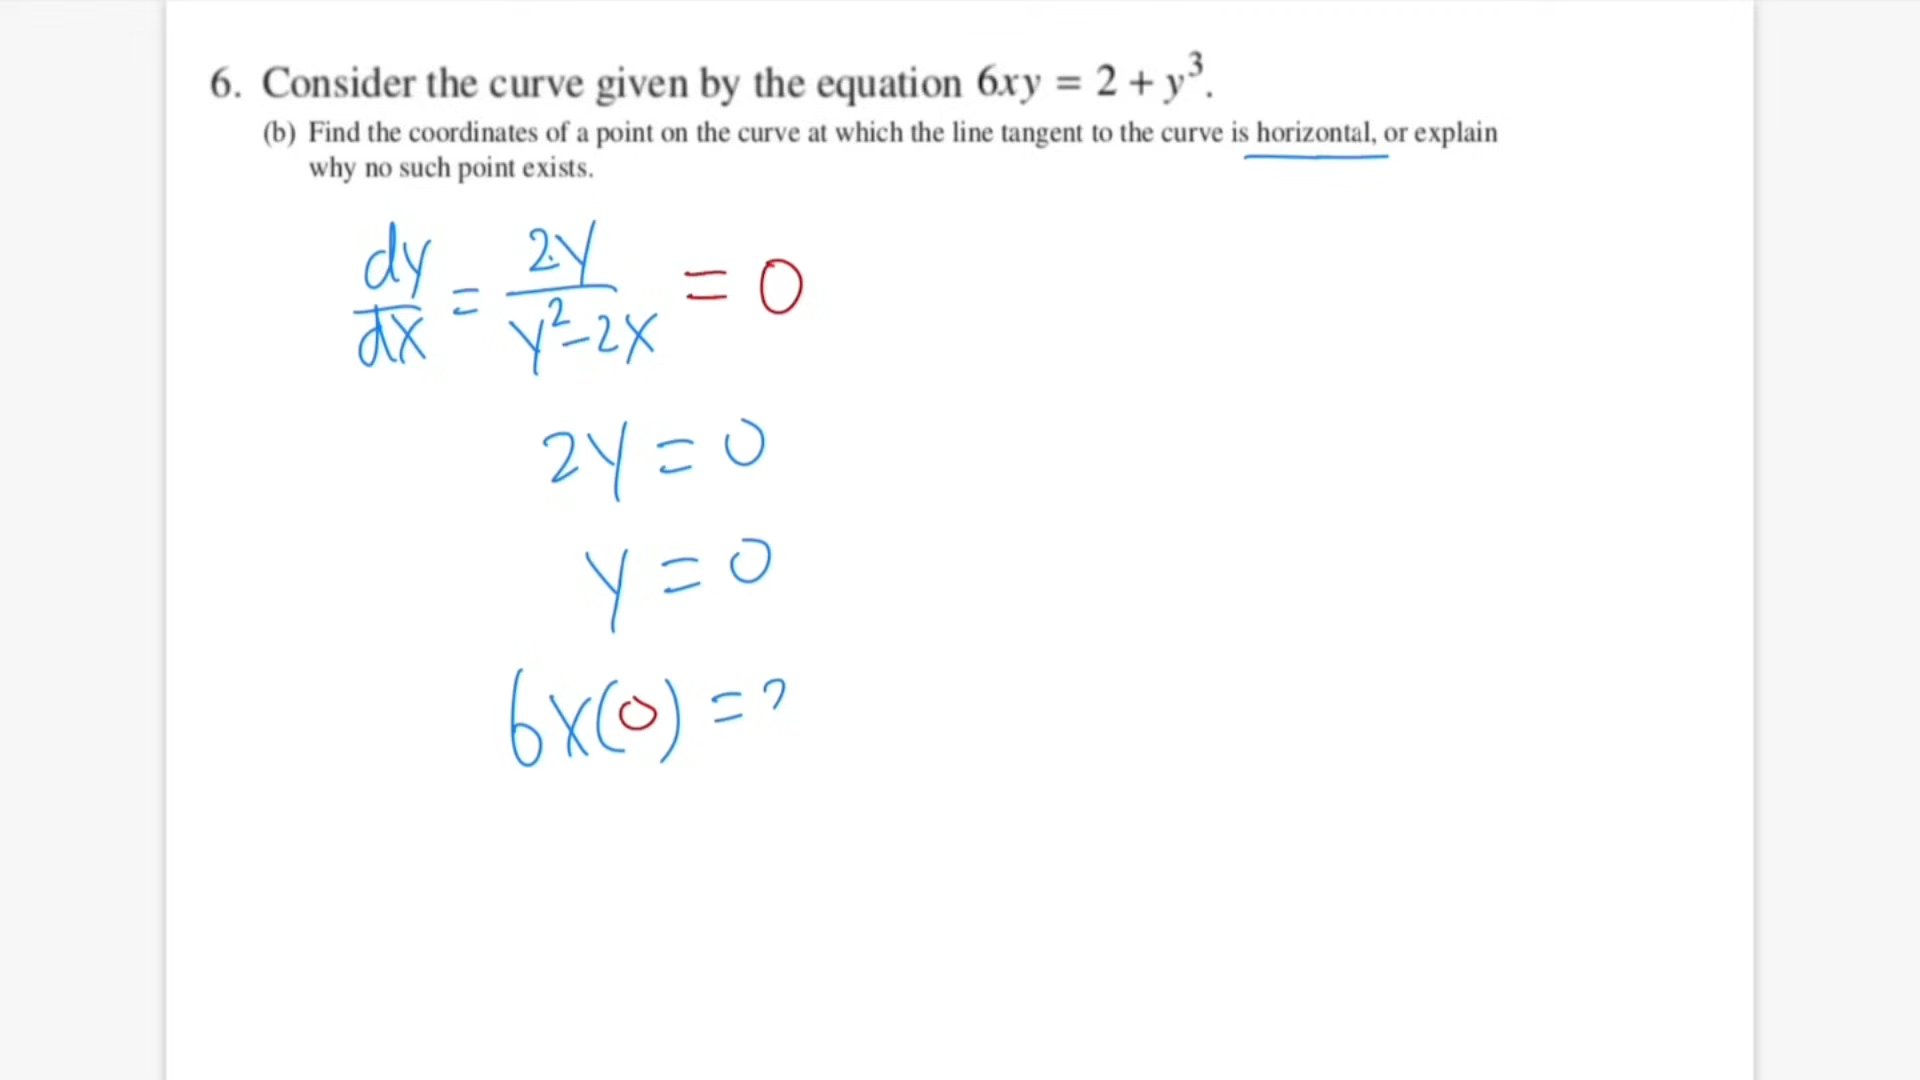 6. Consider the curve given by the equation 6xy = 2 + y³.
(b) Find the coordinates of a point on the curve at which the line tangent to the curve is horizontal, or explain
why no such point exists.
dy/dx = 2y/(y²-2x) = 0
2y = 0
y = 0
6x(0) =